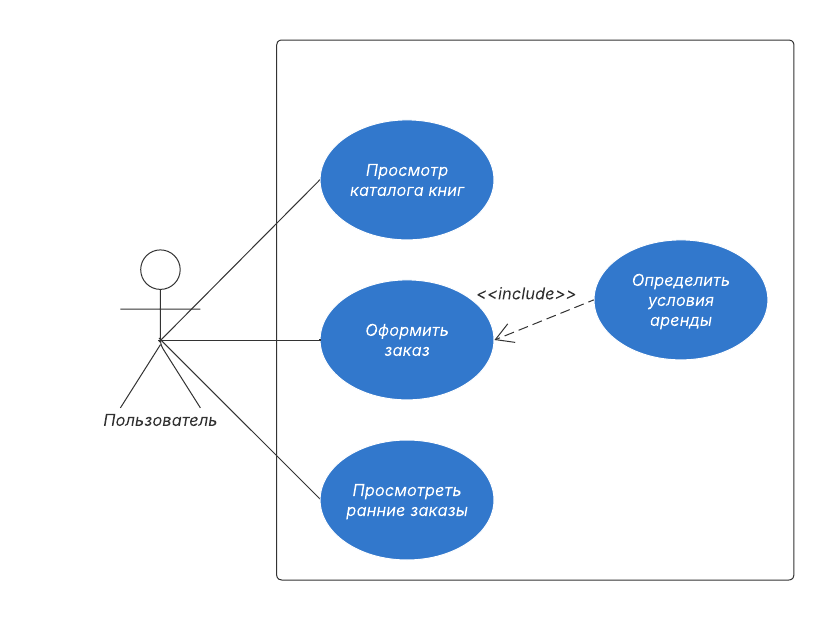 Просмотр
каталога книг
<<include>>
Определить
условия
аренды
Оформить
заказ
Пользователь
Просмотреть
ранние заказы